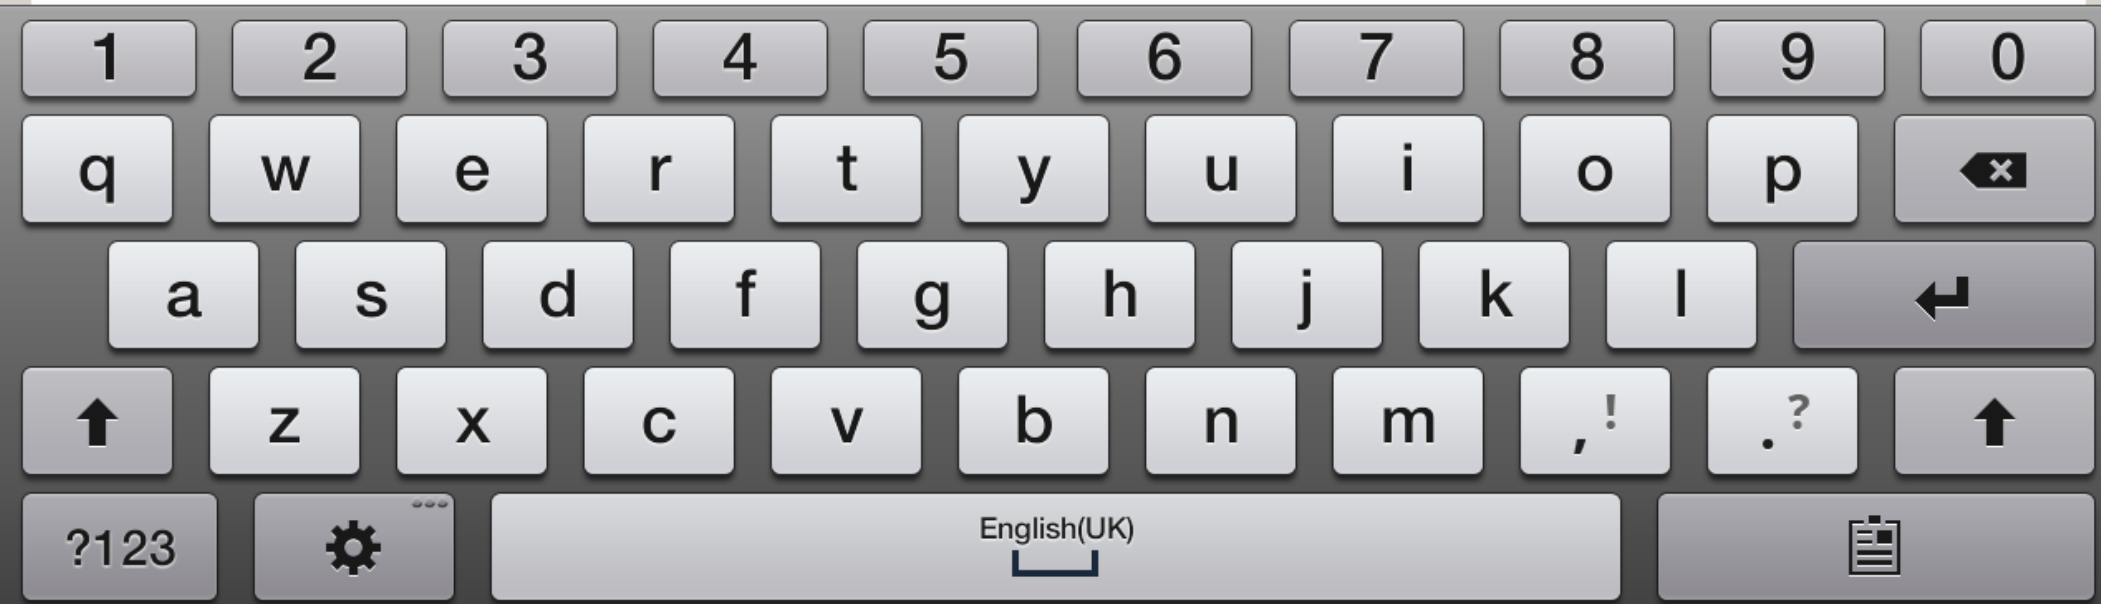 1 2 3 4 5 6 7 8 9 0
q w e r t y u i o p
a s d f g h j k l
z x c v b n m , ! . ?
?123 English(UK)